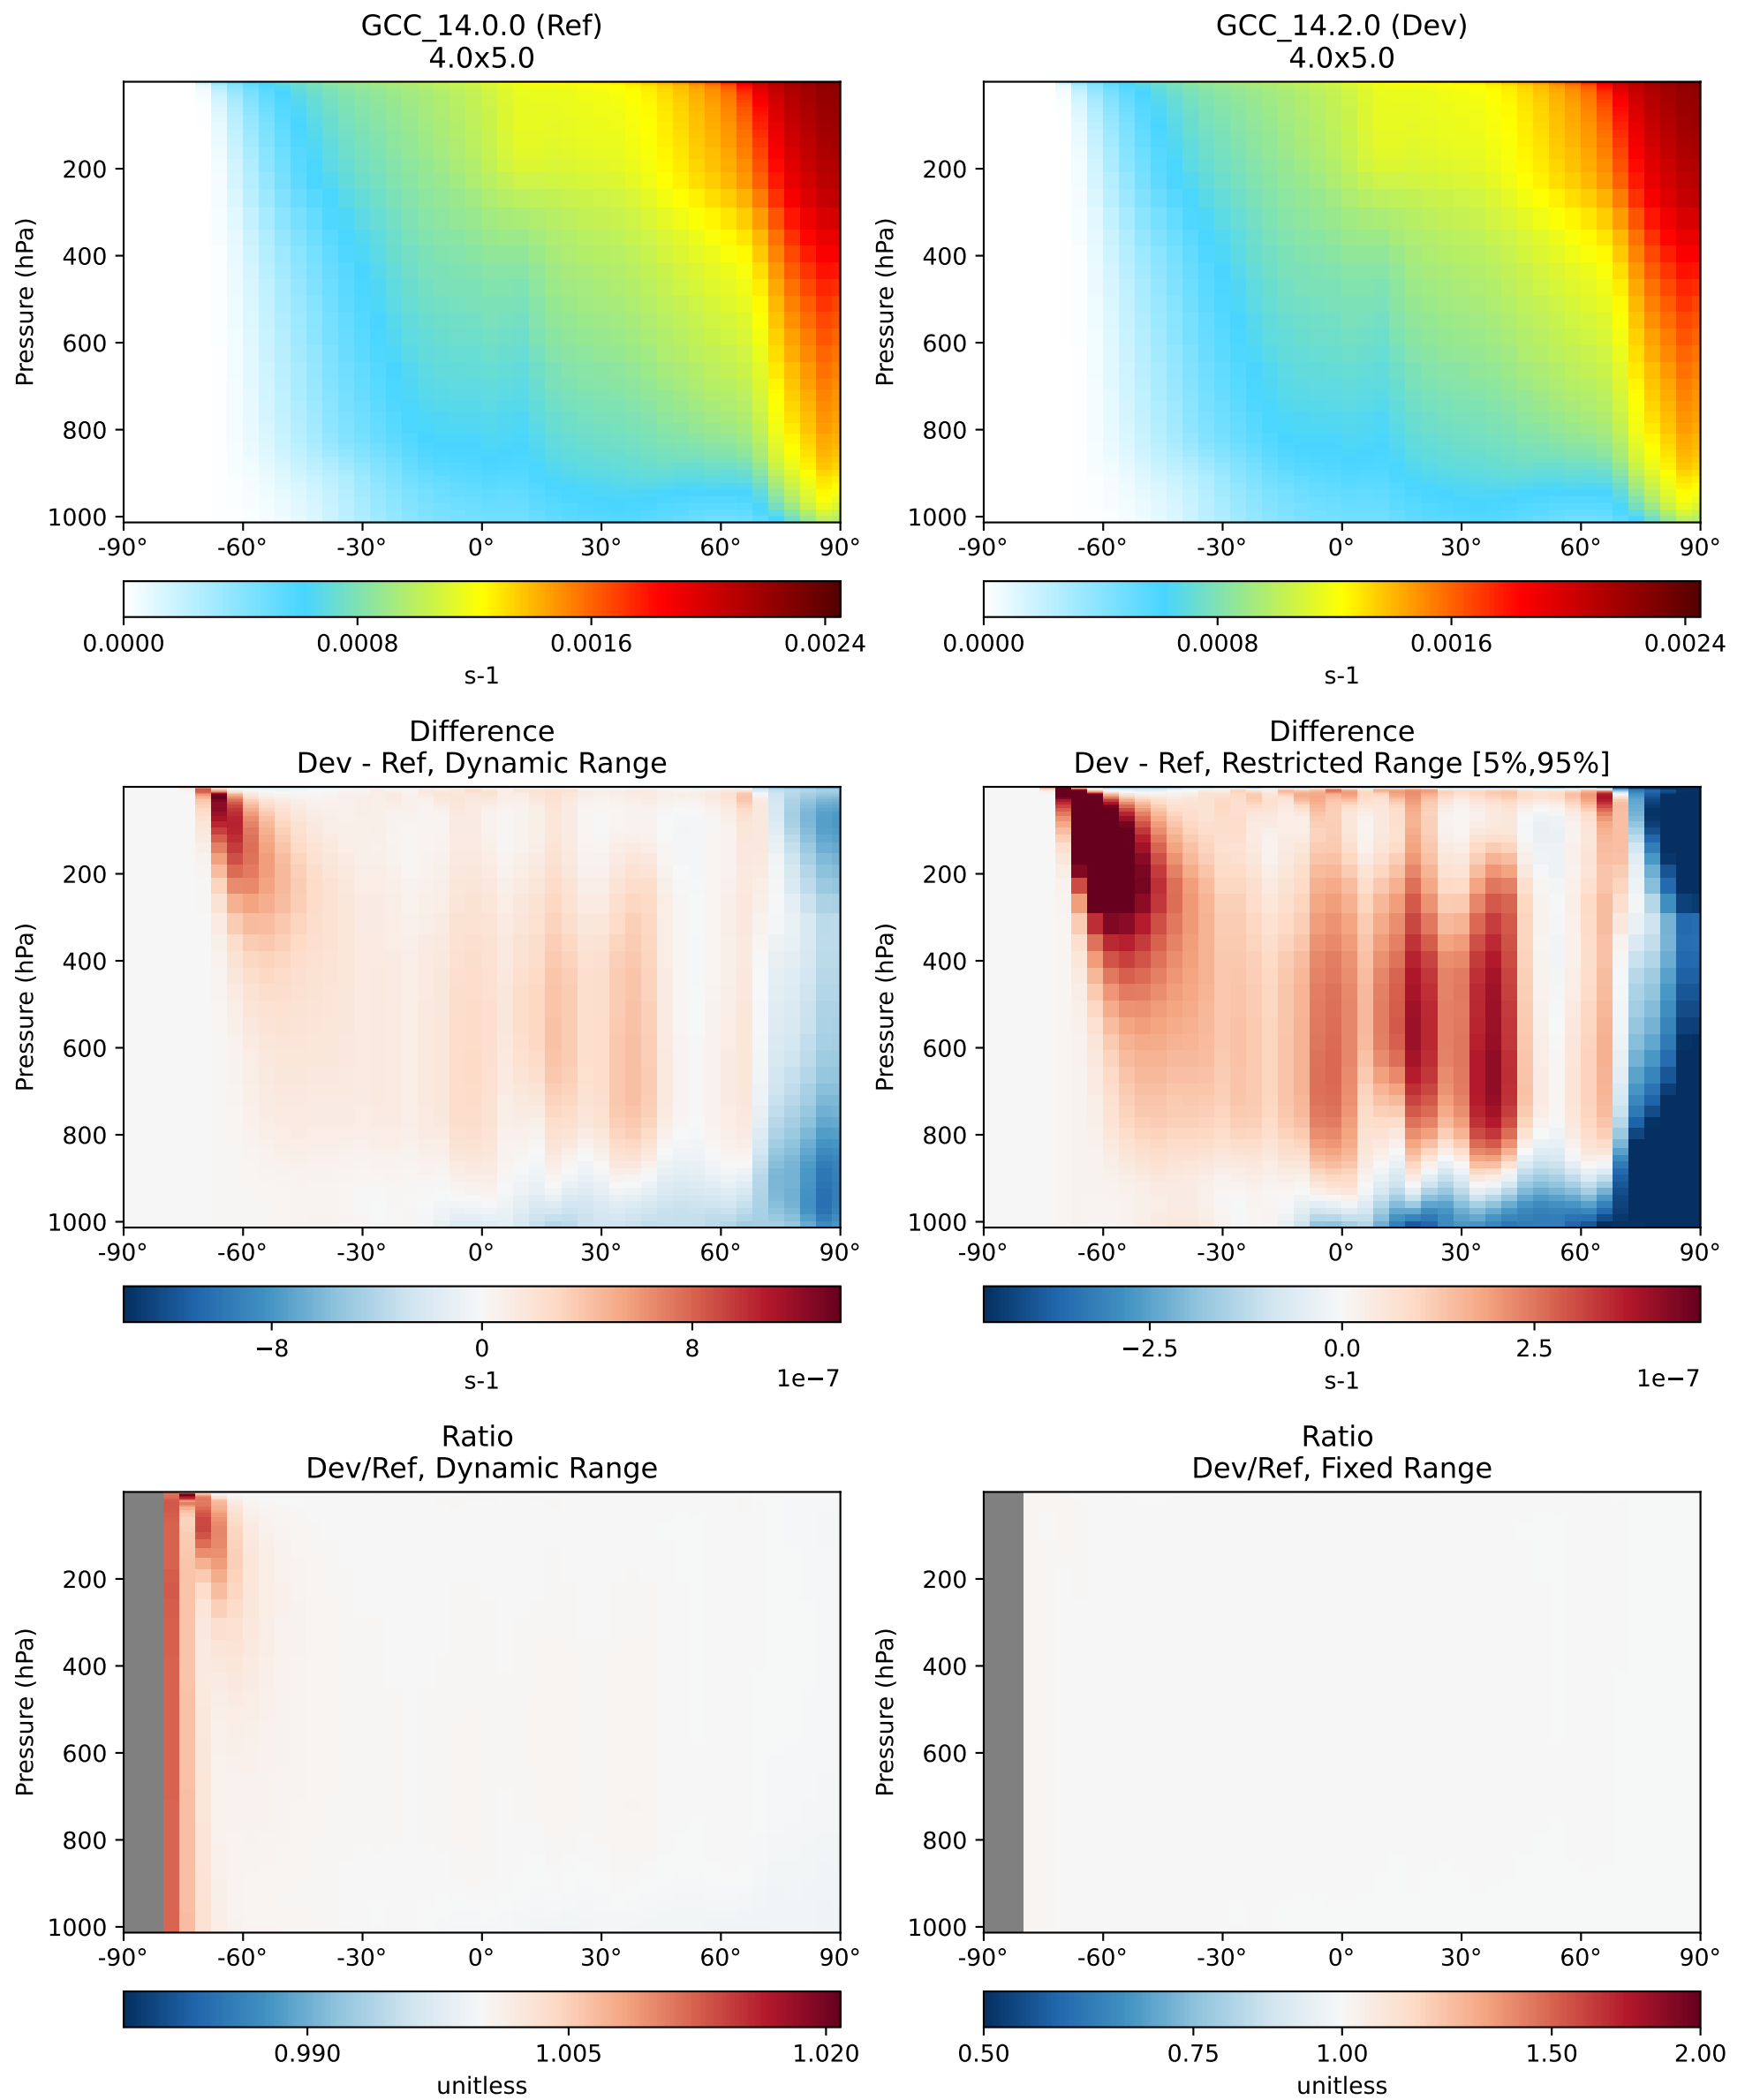 GCC_14.0.0 (Ref)
4.0x5.0
GCC_14.2.0 (Dev)
4.0x5.0
Pressure (hPa)
200
400
600
800
1000
-90° -60° -30° 0° 30° 60° 90°
0.0000 0.0008 0.0016 0.0024
s-1
Pressure (hPa)
200
400
600
800
1000
-90° -60° -30° 0° 30° 60° 90°
0.0000 0.0008 0.0016 0.0024
s-1
Difference
Dev - Ref, Dynamic Range
Pressure (hPa)
200
400
600
800
1000
-90° -60° -30° 0° 30° 60° 90°
−8 0 8
s-1
1e−7
Difference
Dev - Ref, Restricted Range [5%,95%]
Pressure (hPa)
200
400
600
800
1000
-90° -60° -30° 0° 30° 60° 90°
−2.5 0.0 2.5
s-1
1e−7
Ratio
Dev/Ref, Dynamic Range
Pressure (hPa)
200
400
600
800
1000
-90° -60° -30° 0° 30° 60° 90°
0.990 1.005 1.020
unitless
Ratio
Dev/Ref, Fixed Range
Pressure (hPa)
200
400
600
800
1000
-90° -60° -30° 0° 30° 60° 90°
0.50 0.75 1.00 1.50 2.00
unitless